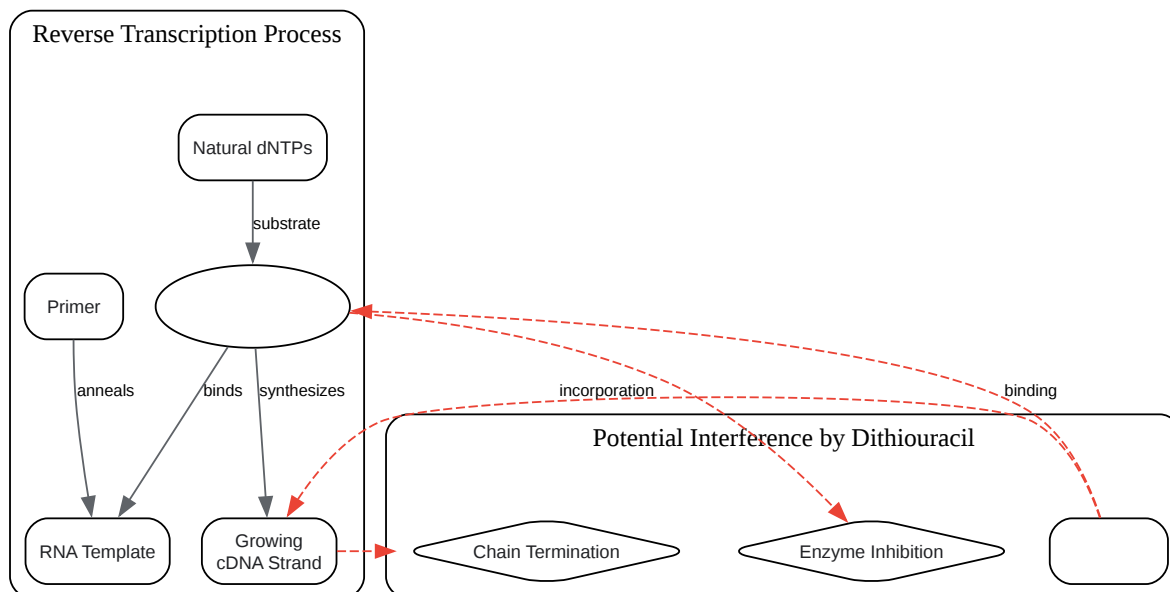 Reverse Transcription Process
Natural dNTPs
substrate
Primer
anneals
binds
synthesizes
incorporation
binding
Potential Interference by Dithiouracil
RNA Template
Growing
cDNA Strand
Chain Termination
Enzyme Inhibition